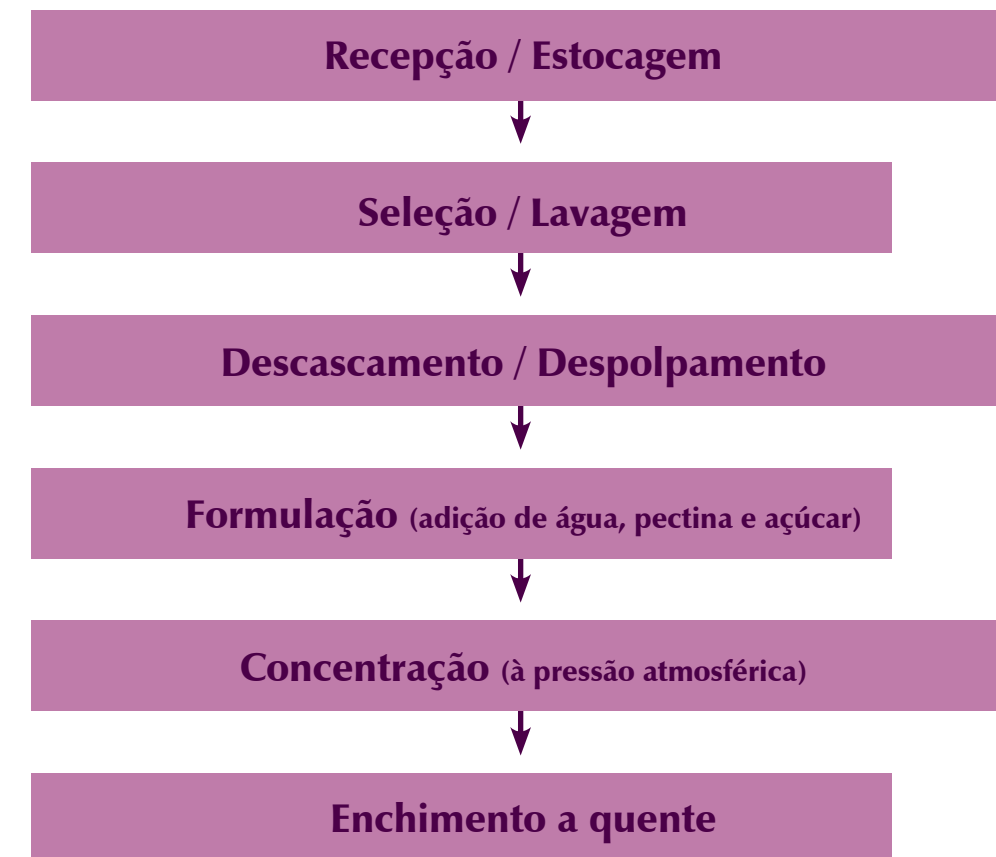 Recepção / Estocagem
Seleção / Lavagem
Descascamento / Despolpamento
Formulação (adição de água, pectina e açúcar)
Concentração (à pressão atmosférica)
Enchimento a quente